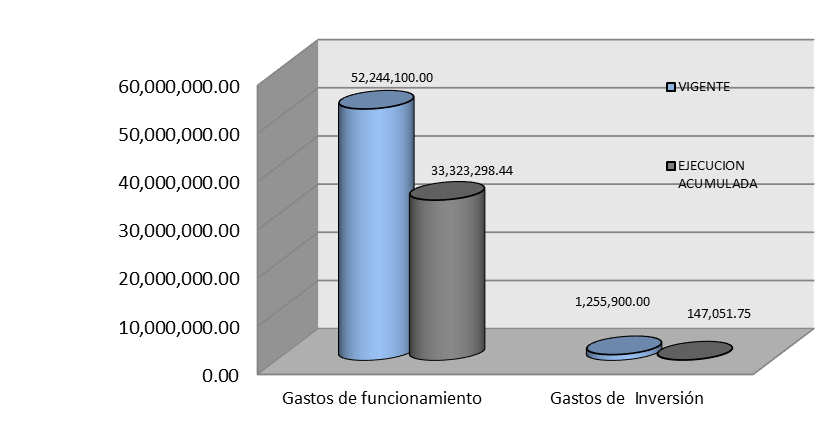 52,244,100.00
60,000,000.00
VIGENTE
50,000,000.00
33,323,298.44
EJECUCION
ACUMULADA
40,000,000.00
30,000,000.00
20,000,000.00
1,255,900.00
147,051.75
10,000,000.00
0.00
Gastos de funcionamiento
Gastos de  Inversión